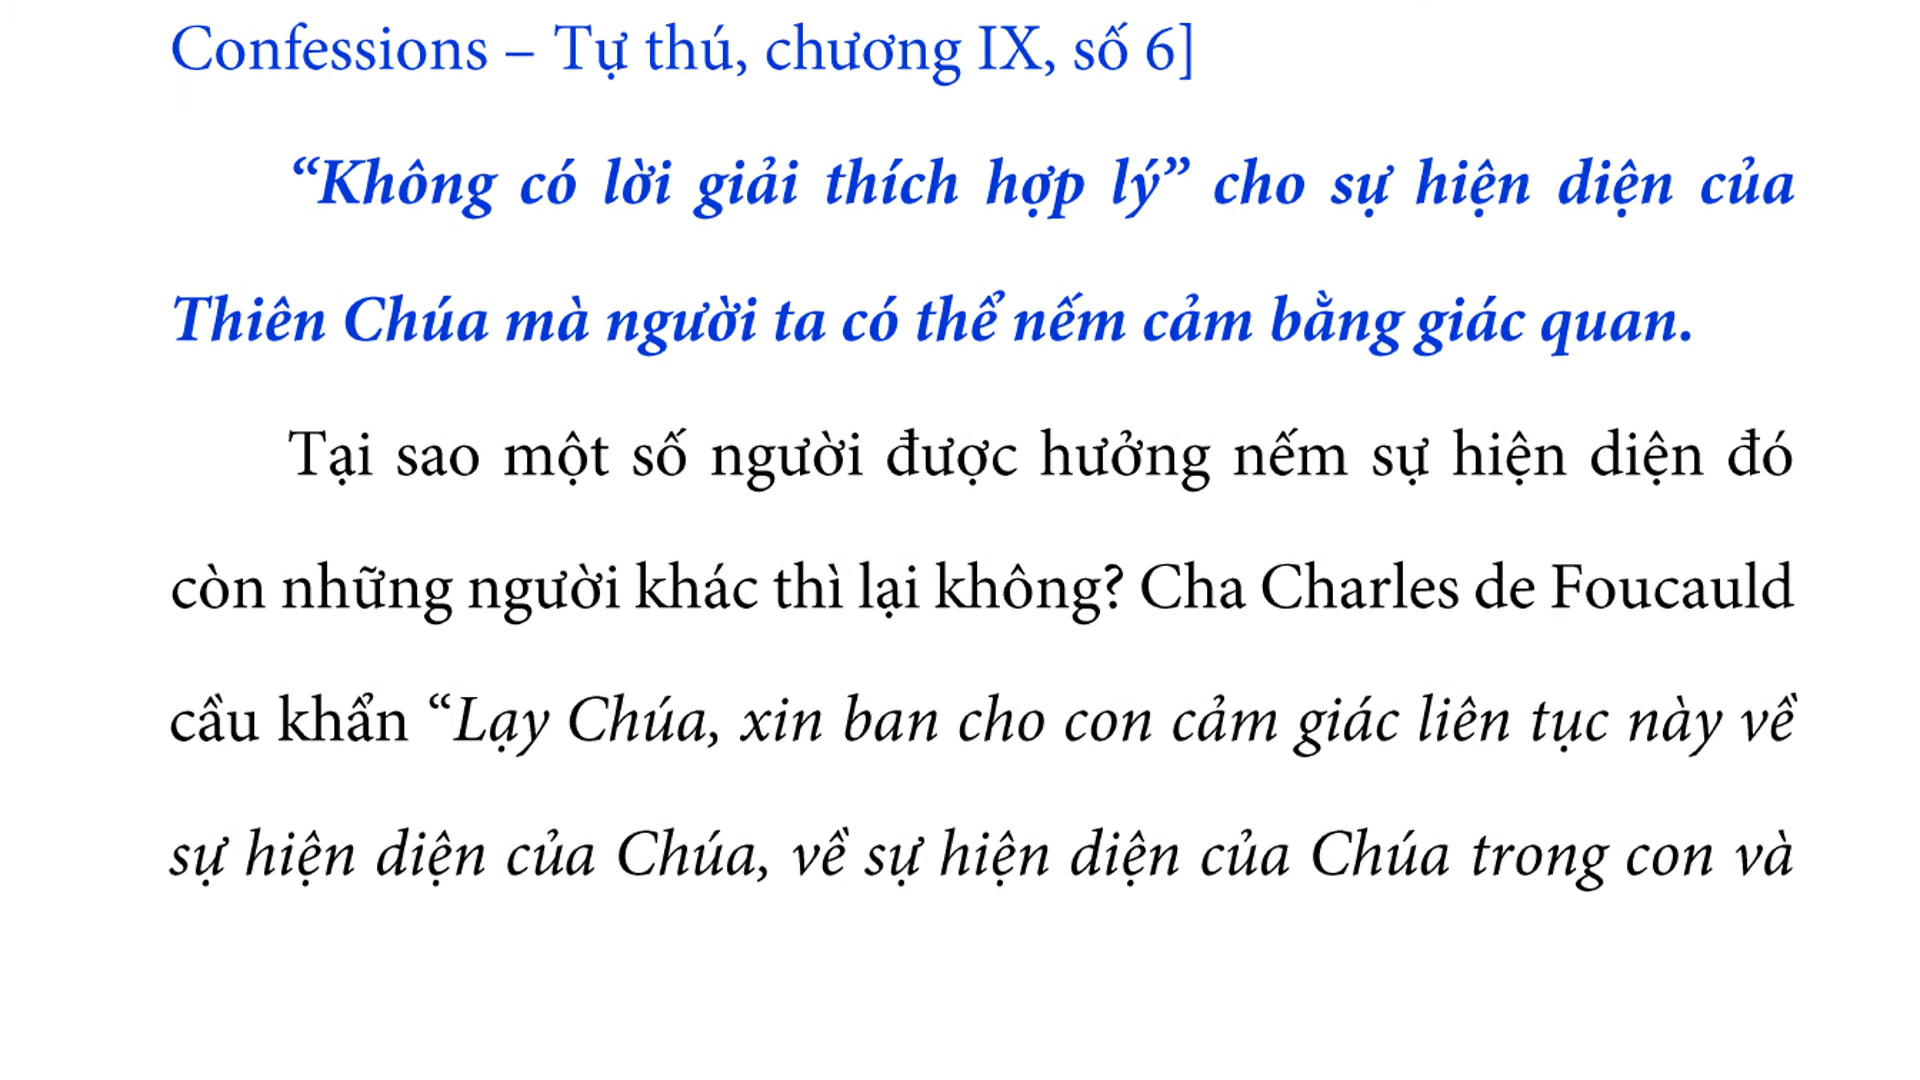 Confessions – Tự thú, chương IX, số 6]
“Không có lời giải thích hợp lý” cho sự hiện diện của
Thiên Chúa mà người ta có thể nếm cảm bằng giác quan.
Tại sao một số người được hưởng nếm sự hiện diện đó
còn những người khác thì lại không? Cha Charles de Foucauld
cầu khẩn “Lạy Chúa, xin ban cho con cảm giác liên tục này về
sự hiện diện của Chúa, về sự hiện diện của Chúa trong con và